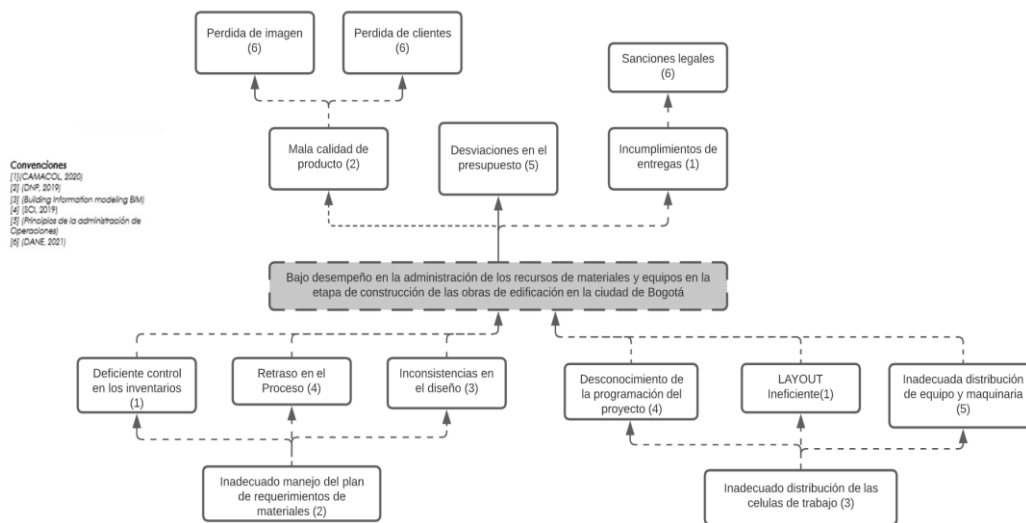 Perdida de imagen
(6)
Perdida de clientes
(6)
Sanciones legales
(6)
Mala calidad de
producto (2)
Desviaciones en el
presupuesto (5)
Incumplimientos de
entregas (1)
Convenciones
[1](CAMACOL, 2020)
[2] (DNP, 2019)
[3] (Building Information modeling BIM)
[4] (SCI, 2019)
[5] (Principios de la administración de
Operaciones)
[6] (DANE, 2021)
Bajo desempeño en la administración de los recursos de materiales y equipos en la
etapa de construcción de las obras de edificación en la ciudad de Bogotá
Deficiente control
en los inventarios
(1)
Retraso en el
Proceso (4)
Inconsistencias en
el diseño (3)
Desconocimiento de
la programación del
proyecto (4)
LAYOUT
Ineficiente(1)
Inadecuada distribución
de equipo y maquinaria
(5)
Inadecuado manejo del plan
de requerimientos de
materiales (2)
Inadecuado distribución de las
celulas de trabajo (3)